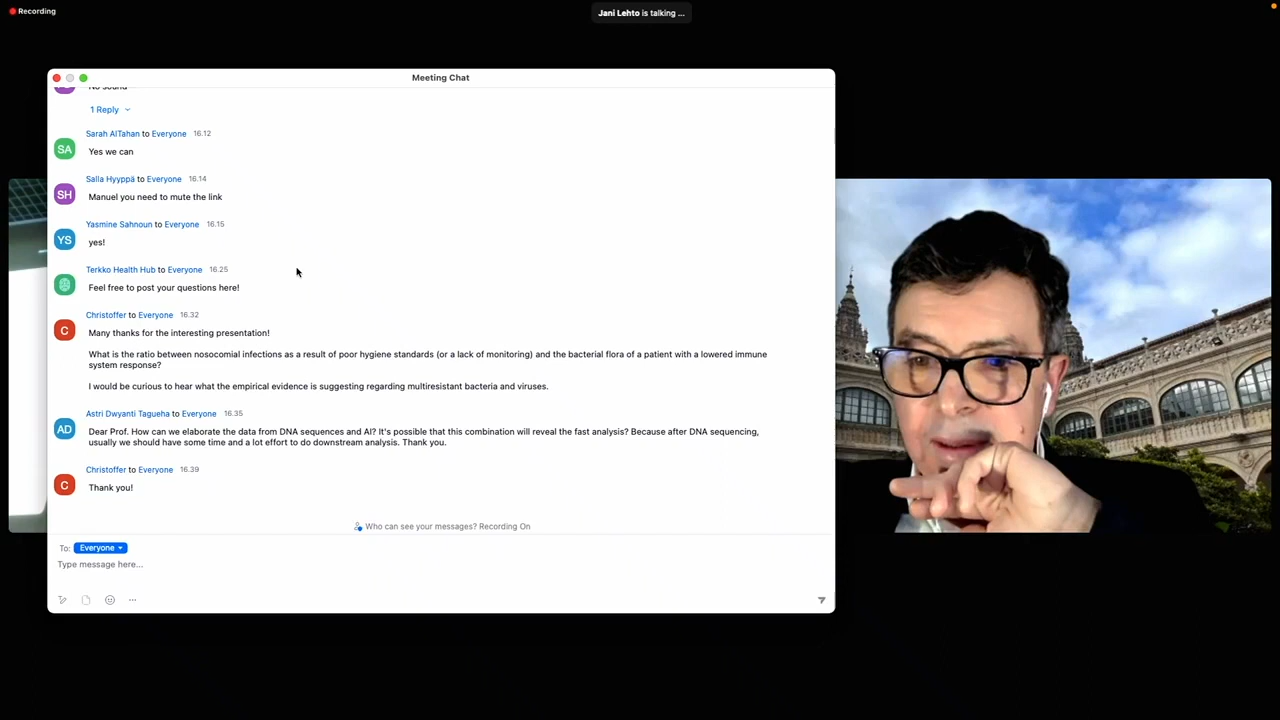 Recording
Jani Lehto is talking ...
Meeting Chat
No sound
1 Reply
Sarah AlTahan to Everyone 16.12
SA
Yes we can
Salla Hyyppä to Everyone 16.14
SH
Manuel you need to mute the link
Yasmine Sahnoun to Everyone 16.15
YS
yes!
Terkko Health Hub to Everyone 16.25
Feel free to post your questions here!
Christoffer to Everyone 16.32
C
Many thanks for the interesting presentation!
What is the ratio between nosocomial infections as a result of poor hygiene standards (or a lack of monitoring) and the bacterial flora of a patient with a lowered immune
system response?
I would be curious to hear what the empirical evidence is suggesting regarding multiresistant bacteria and viruses.
Astri Dwyanti Tagueha to Everyone 16.35
AD
Dear Prof. How can we elaborate the data from DNA sequences and AI? It's possible that this combination will reveal the fast analysis? Because after DNA sequencing,
usually we should have some time and a lot effort to do downstream analysis. Thank you.
Christoffer to Everyone 16.39
C
Thank you!
Who can see your messages? Recording On
To: Everyone
Type message here...